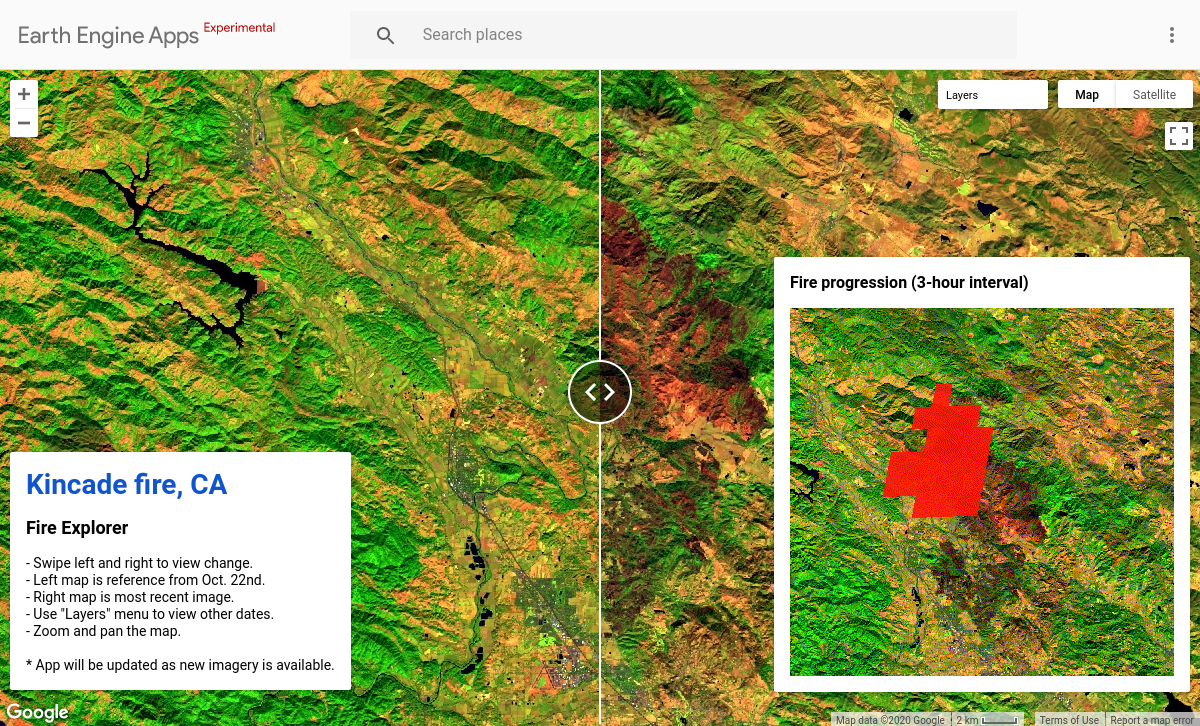 Earth Engine Apps Experimental
Search places
+
−
Layers
Map
Satellite
Fire progression (3-hour interval)
Kincade fire, CA
Fire Explorer
- Swipe left and right to view change.
- Left map is reference from Oct. 22nd.
- Right map is most recent image.
- Use "Layers" menu to view other dates.
- Zoom and pan the map.
* App will be updated as new imagery is available.
Google
Map data ©2020 Google
2 km
Terms of Use
Report a map error